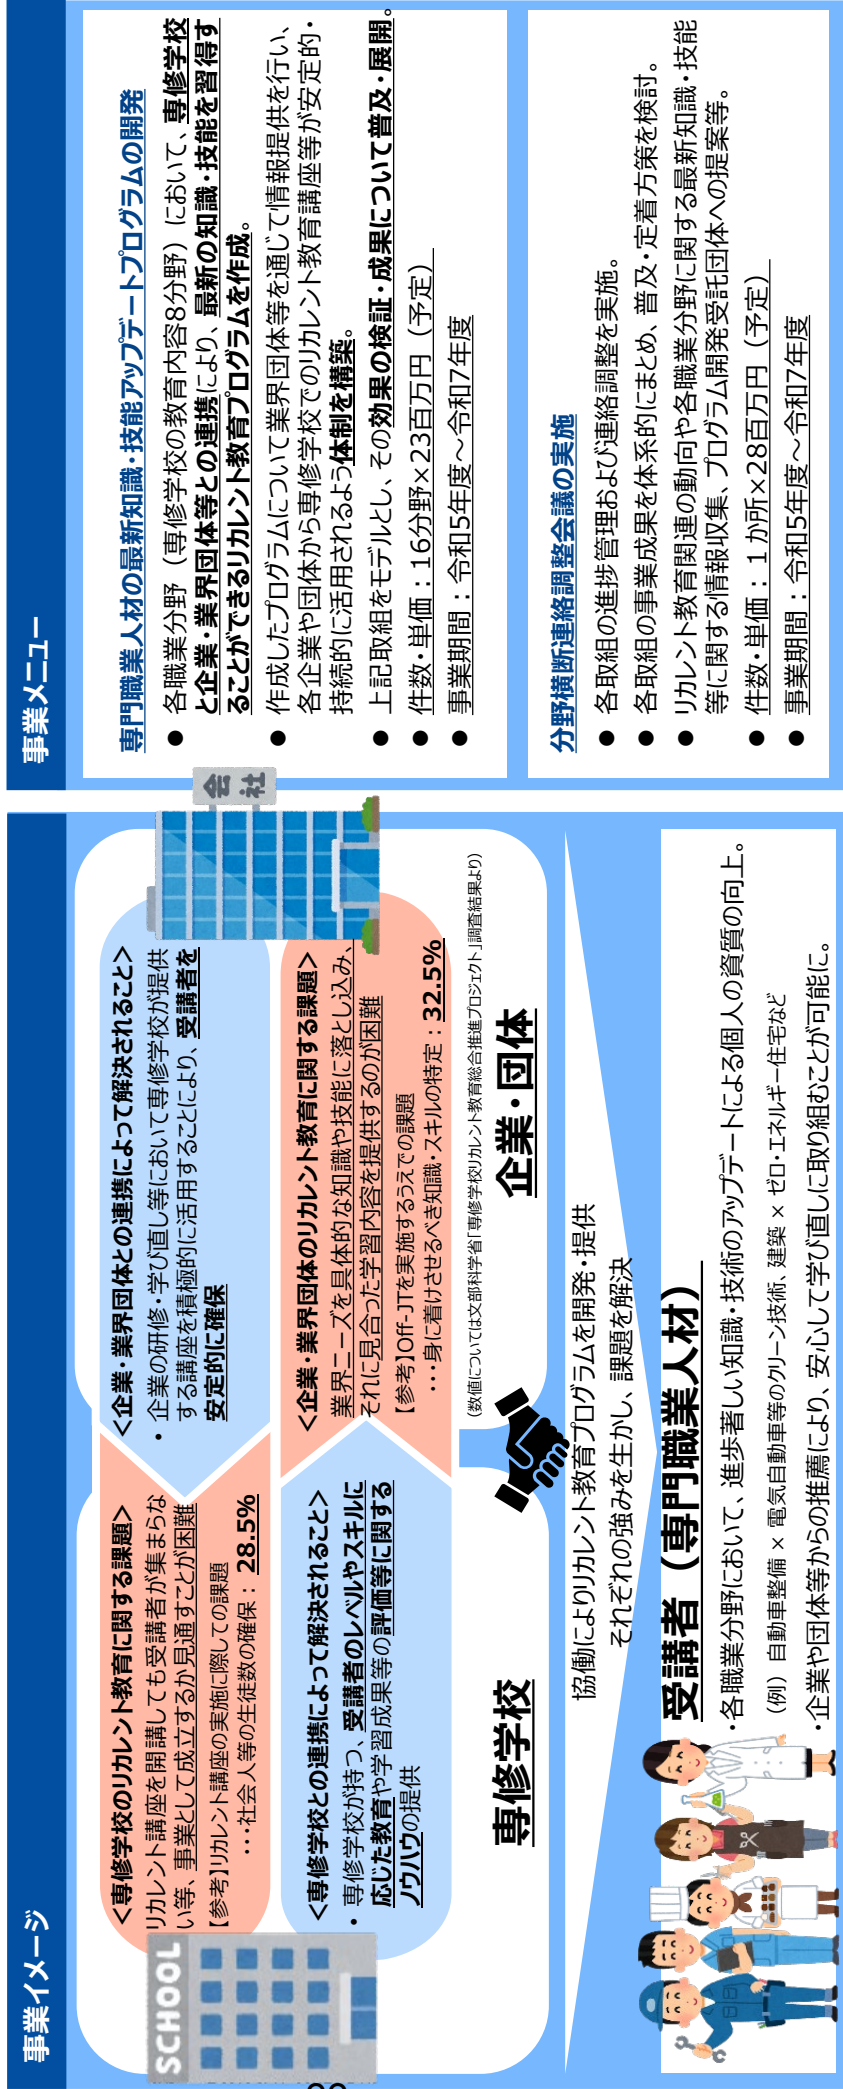 事業イメージ
SCHOOL
<専修学校のリカレント教育に関する課題>
リカレント講座を開講しても受講者が集まらな
い等、事業として成立するか見通すことが困難
【参考】リカレント講座の実施に際しての課題
・・・社会人等の生徒数の確保：28.5%
<企業・業界団体との連携によって解決されること>
・企業の研修・学び直し等において専修学校が提供
する講座を積極的に活用することにより、受講者を
安定的に確保
会社
<専修学校との連携によって解決されること>
・専修学校が持つ、受講者のレベルやスキルに
応じた教育や学習成果等の評価等に関する
ノウハウの提供
<企業・業界団体のリカレント教育に関する課題>
業界ニーズを具体的な知識や技能に落とし込み、
それに見合った学習内容を提供するのが困難
【参考】Off-JTを実施するうえでの課題
・・・身に着けさせるべき知識・スキルの特定：32.5%
（数値については文部科学省「専修学校リカレント教育総合推進プロジェクト」調査結果より）
専修学校
企業・団体
協働によりリカレント教育プログラムを開発・提供
それぞれの強みを生かし、課題を解決
受講者（専門職業人材）
・各職業分野において、進歩著しい知識・技術のアップデートによる個人の資質の向上。
（例）自動車整備 × 電気自動車等のクリーン技術、建築 × ゼロ・エネルギー住宅など
・企業や団体等からの推薦により、安心して学び直しに取り組むことが可能に。
事業メニュー
専門職業人材の最新知識・技能アップデートプログラムの開発
● 各職業分野（専修学校の教育内容8分野）において、専修学校
と企業・業界団体等との連携により、最新の知識・技能を習得す
ることができるリカレント教育プログラムを作成。
● 作成したプログラムについて業界団体等を通じて情報提供を行い、
各企業や団体から専修学校でのリカレント教育講座等が安定的・
持続的に活用されるよう体制を構築。
● 上記取組をモデルとし、その効果の検証・成果について普及・展開。
● 件数・単価：16分野×23百万円（予定）
● 事業期間：令和5年度～令和7年度
分野横断連絡調整会議の実施
● 各取組の進捗管理および連絡調整を実施。
● 各取組の事業成果を体系的にまとめ、普及・定着方策を検討。
● リカレント教育関連の動向や各職業分野に関する最新知識・技能
等に関する情報収集、プログラム開発受託団体への提案等。
● 件数・単価：１か所×28百万円（予定）
● 事業期間：令和5年度～令和7年度